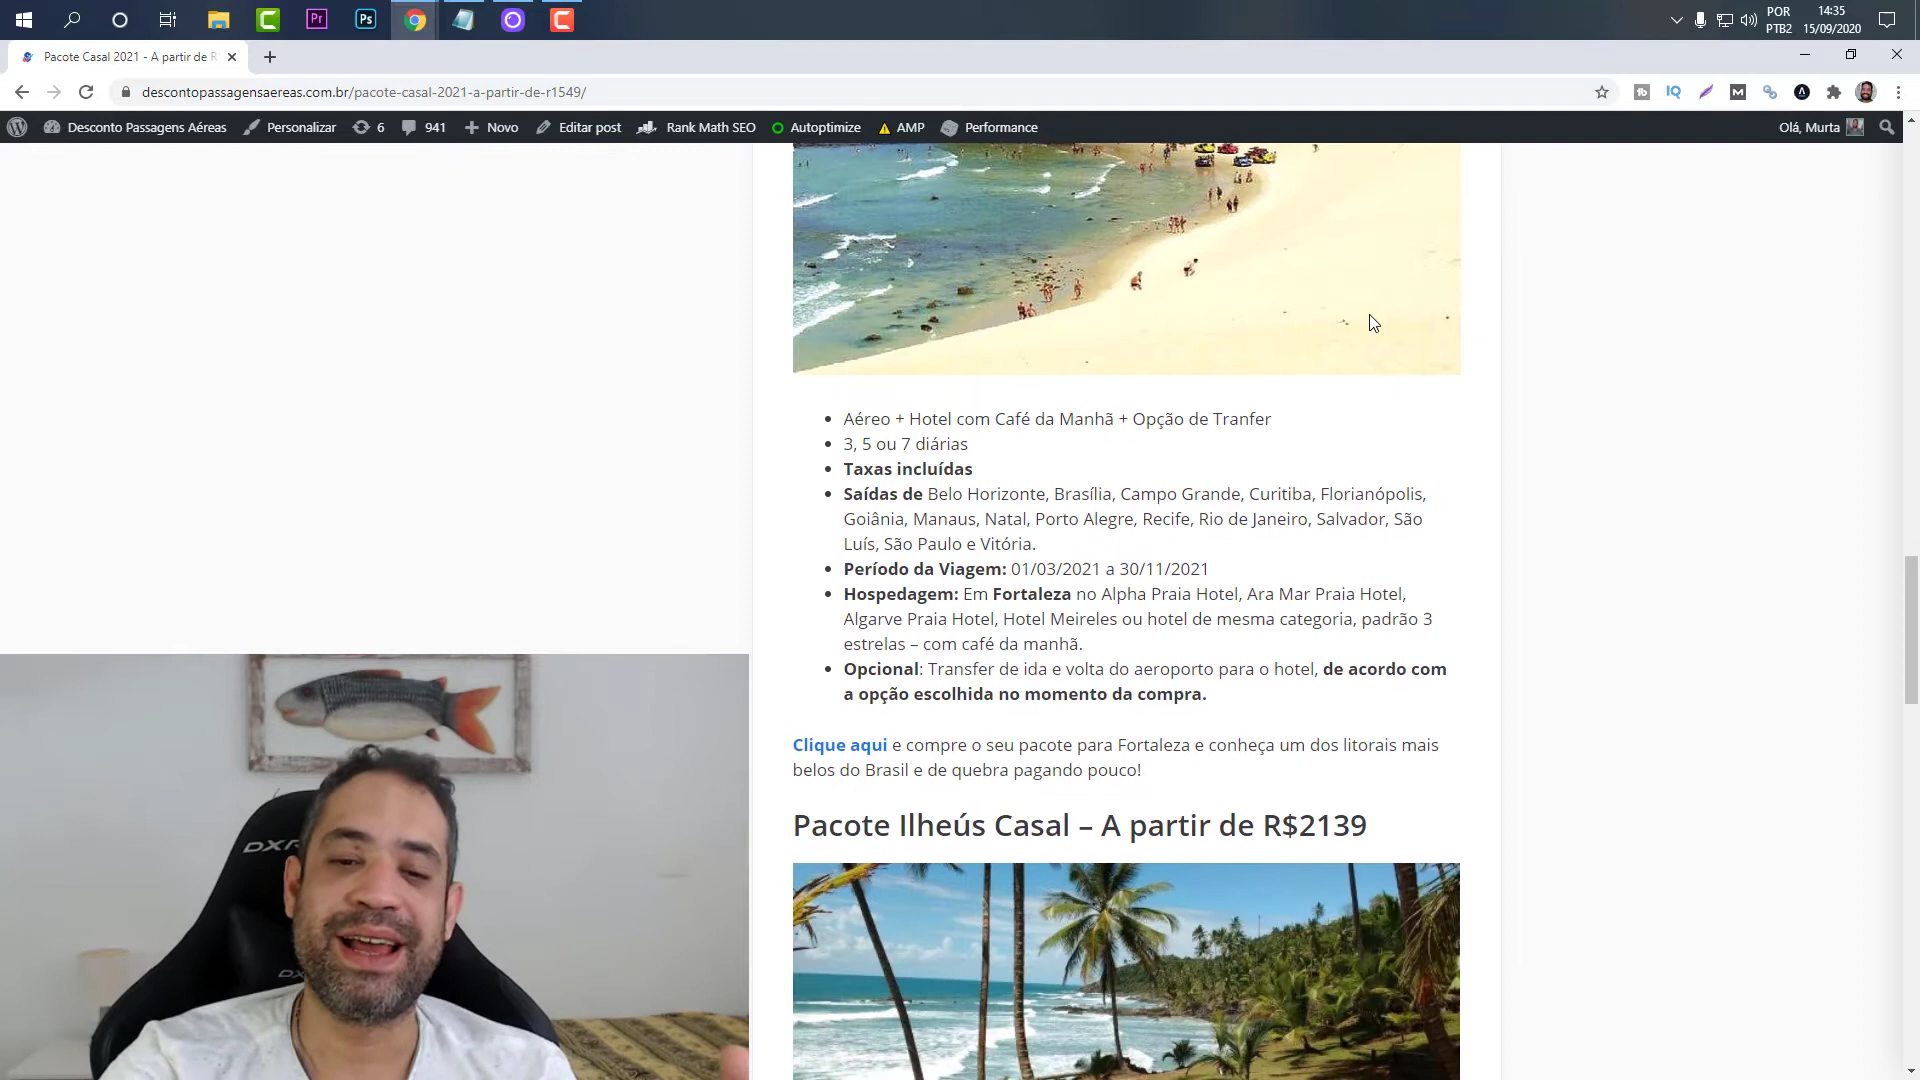 Pr
Ps
POR
PTB2
14:35
15/09/2020
Pacote Casal 2021 - A partir de R
descontopassagensaereas.com.br/pacote-casal-2021-a-partir-de-r1549/
Desconto Passagens Aéreas
Personalizar
6
941
Novo
Editar post
Rank Math SEO
Autoptimize
AMP
Performance
Olá, Murta
Aéreo + Hotel com Café da Manhã + Opção de Tranfer
3, 5 ou 7 diárias
Taxas incluídas
Saídas de Belo Horizonte, Brasília, Campo Grande, Curitiba, Florianópolis,
Goiânia, Manaus, Natal, Porto Alegre, Recife, Rio de Janeiro, Salvador, São
Luís, São Paulo e Vitória.
Período da Viagem: 01/03/2021 a 30/11/2021
Hospedagem: Em Fortaleza no Alpha Praia Hotel, Ara Mar Praia Hotel,
Algarve Praia Hotel, Hotel Meireles ou hotel de mesma categoria, padrão 3
estrelas – com café da manhã.
Opcional: Transfer de ida e volta do aeroporto para o hotel, de acordo com
a opção escolhida no momento da compra.
Clique aqui e compre o seu pacote para Fortaleza e conheça um dos litorais mais
belos do Brasil e de quebra pagando pouco!
Pacote Ilheús Casal – A partir de R$2139